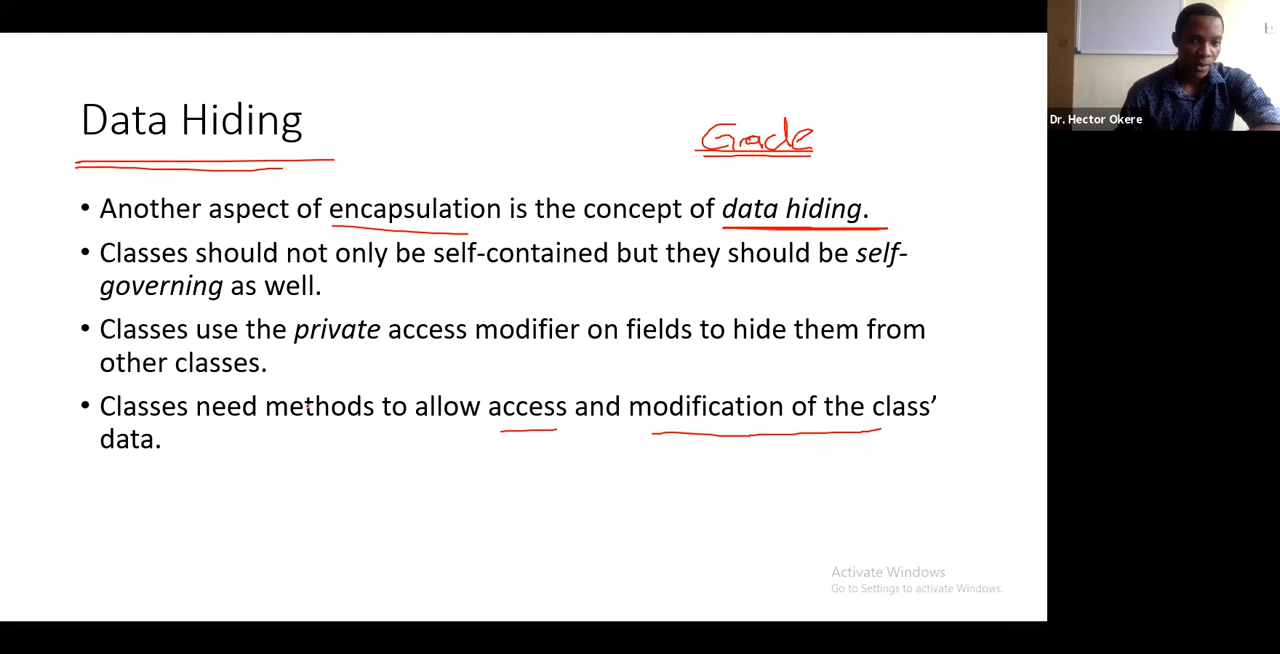 Data Hiding
Grade
• Another aspect of encapsulation is the concept of data hiding.
• Classes should not only be self-contained but they should be self-
governing as well.
• Classes use the private access modifier on fields to hide them from
other classes.
• Classes need methods to allow access and modification of the class’
data.
Activate Windows
Go to Settings to activate Windows.
Dr. Hector Okere